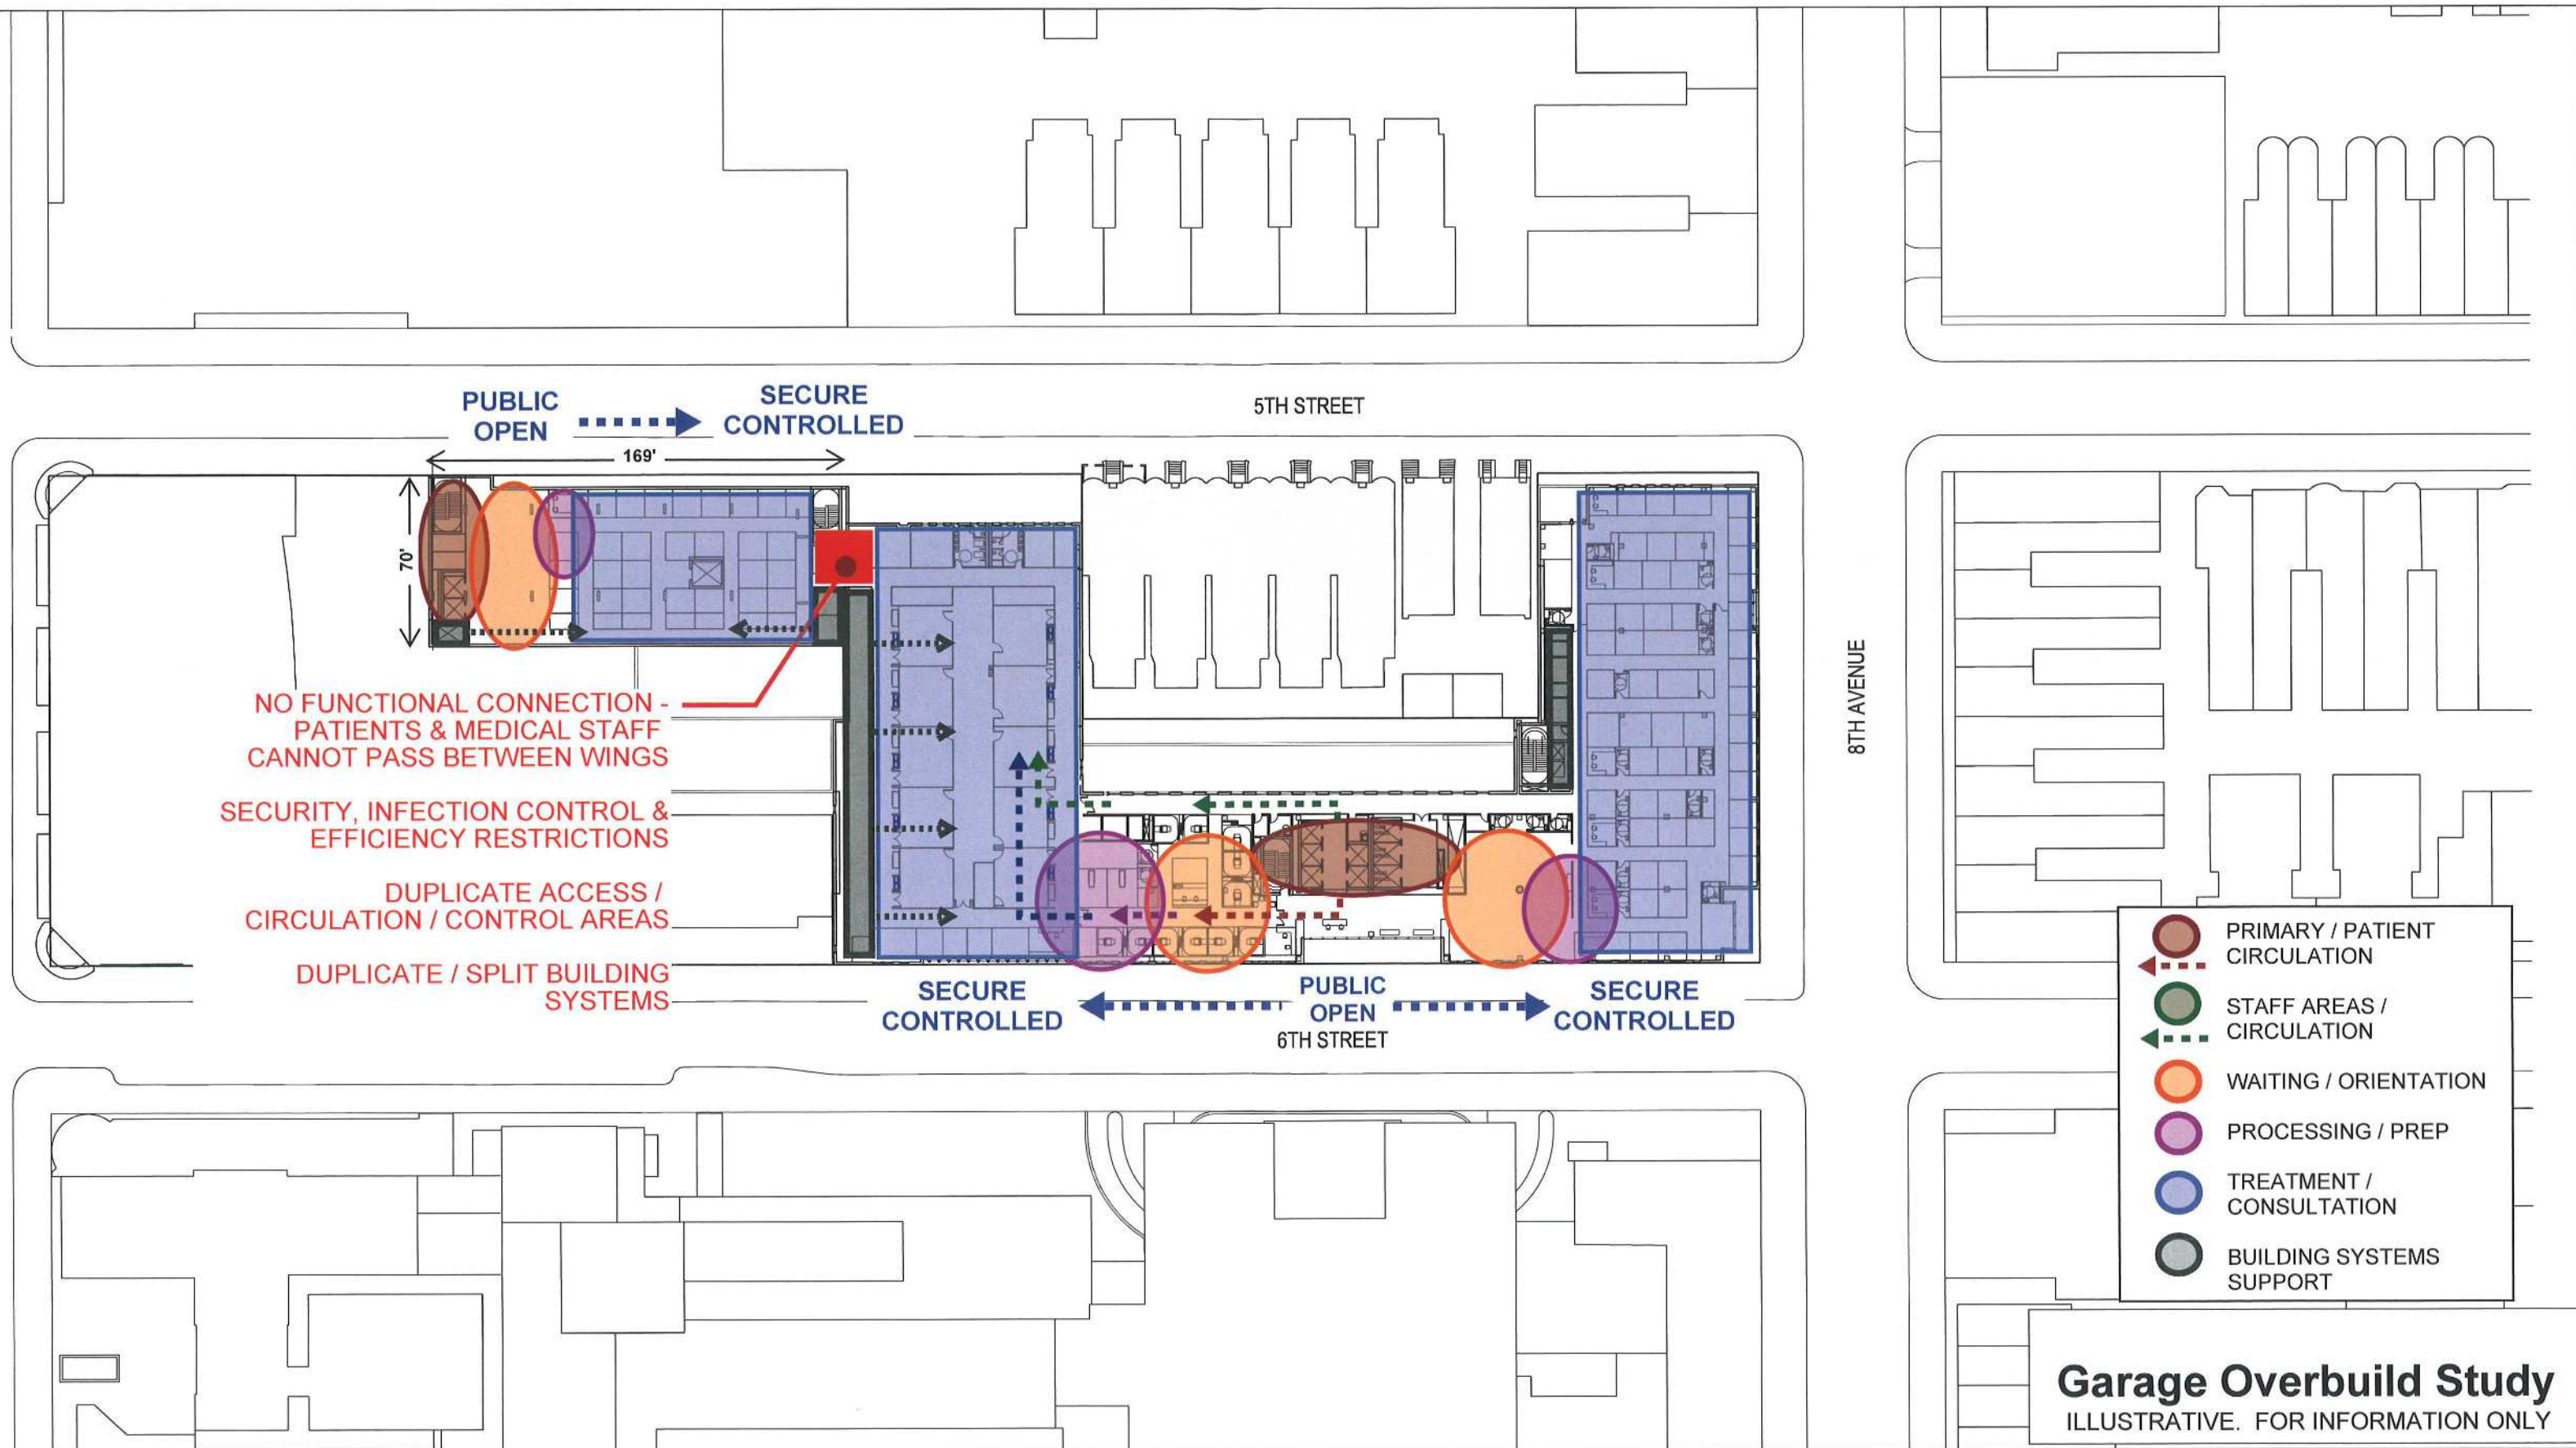 PUBLIC
OPEN
SECURE
CONTROLLED
5TH STREET
169'
70'
8TH AVENUE
NO FUNCTIONAL CONNECTION -
PATIENTS & MEDICAL STAFF
CANNOT PASS BETWEEN WINGS
SECURITY, INFECTION CONTROL &
EFFICIENCY RESTRICTIONS
DUPLICATE ACCESS /
CIRCULATION / CONTROL AREAS
DUPLICATE / SPLIT BUILDING
SYSTEMS
SECURE
CONTROLLED
PUBLIC
OPEN
SECURE
CONTROLLED
6TH STREET
PRIMARY / PATIENT
CIRCULATION
STAFF AREAS /
CIRCULATION
WAITING / ORIENTATION
PROCESSING / PREP
TREATMENT /
CONSULTATION
BUILDING SYSTEMS
SUPPORT
Garage Overbuild Study
ILLUSTRATIVE. FOR INFORMATION ONLY